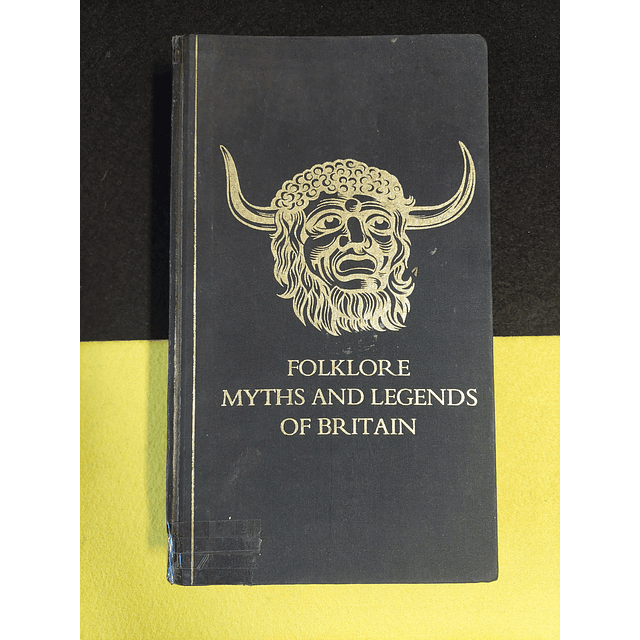 FOLKLORE
MYTHS AND LEGENDS
OF BRITAIN